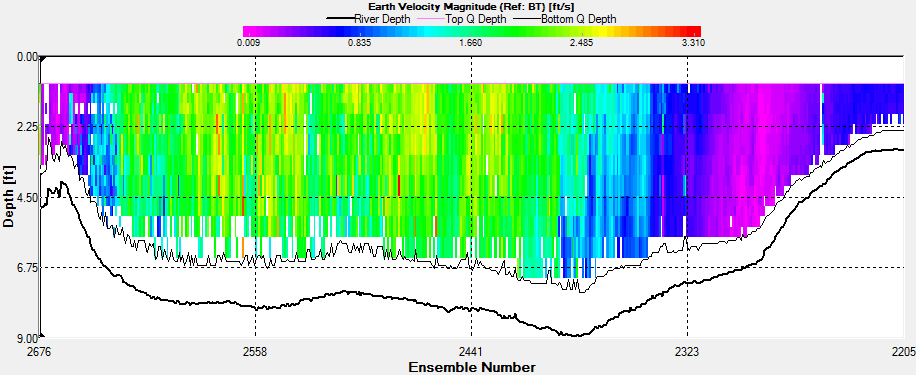 Earth Velocity Magnitude (Ref: BT) [ft/s]
River Depth Top Q Depth Bottom Q Depth
0.009 0.835 1.660 2.485 3.310
0.00
2.25
4.50
6.75
9.00
Depth [ft]
2676 2558 2441 2323 2205
Ensemble Number